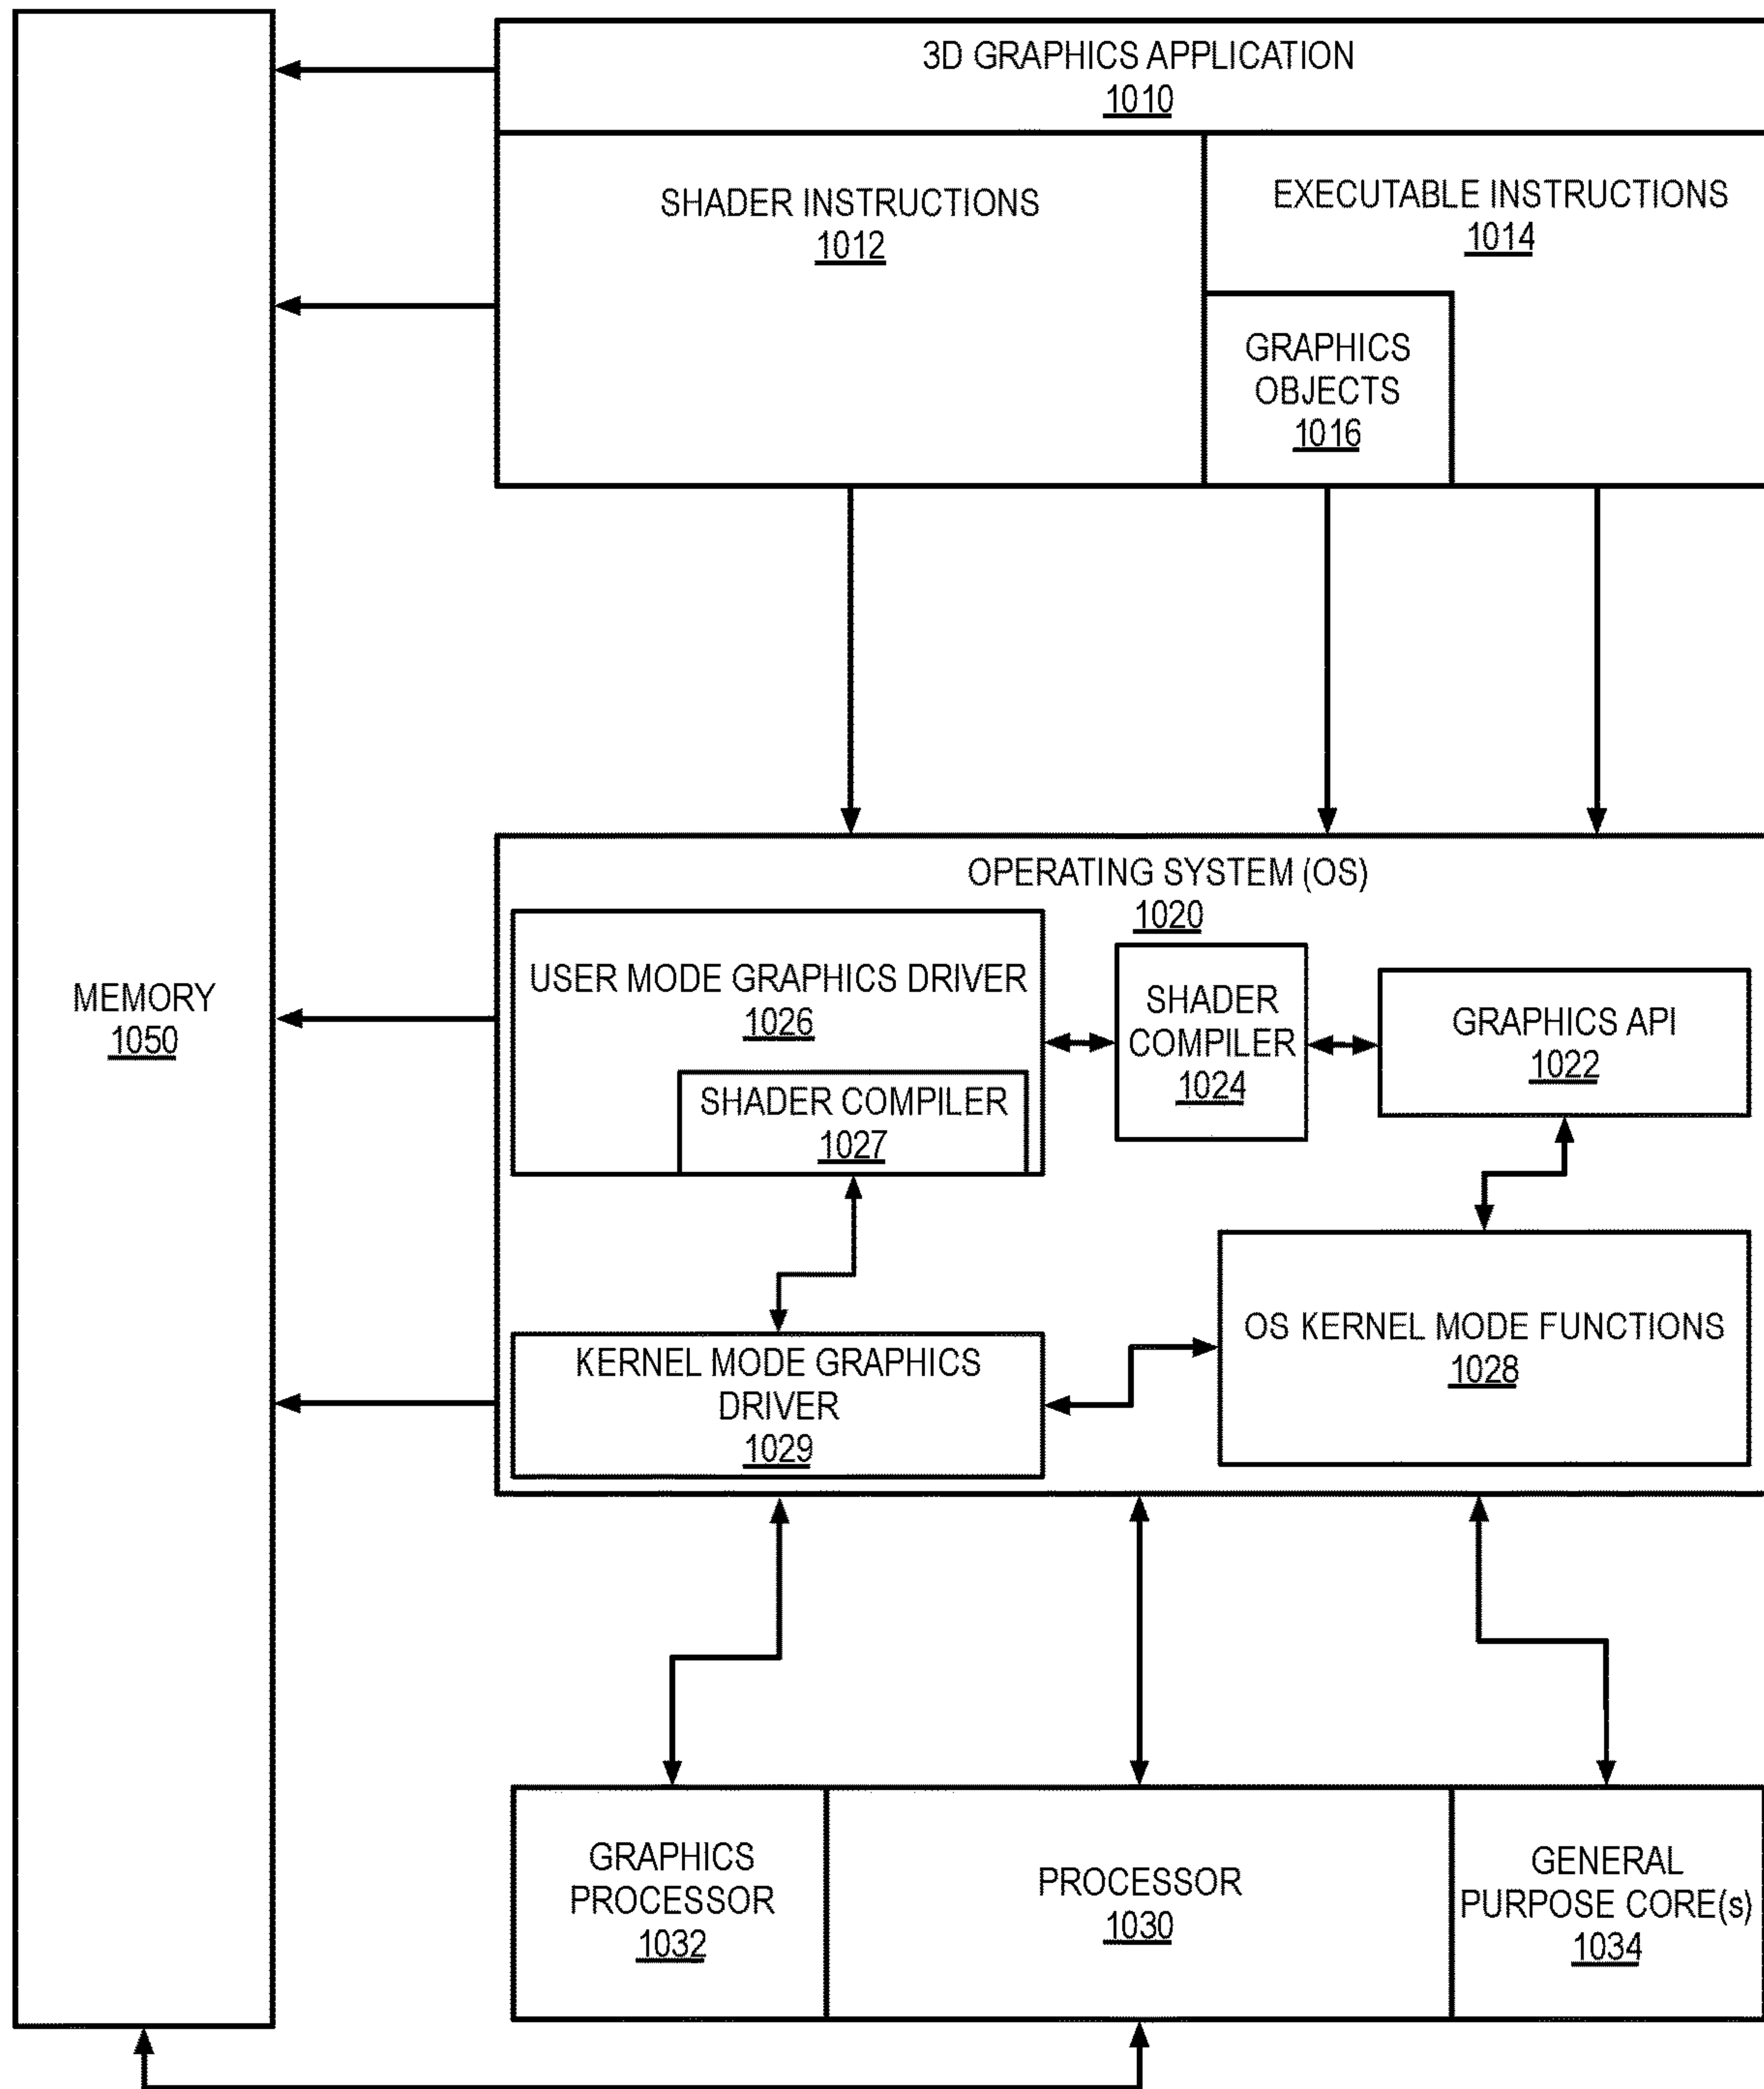 3D GRAPHICS APPLICATION
1010
SHADER INSTRUCTIONS
1012
EXECUTABLE INSTRUCTIONS
1014
GRAPHICS
OBJECTS
1016
MEMORY
1050
OPERATING SYSTEM (OS)
1020
USER MODE GRAPHICS DRIVER
1026
SHADER COMPILER
1027
SHADER
COMPILER
1024
GRAPHICS API
1022
KERNEL MODE GRAPHICS
DRIVER
1029
OS KERNEL MODE FUNCTIONS
1028
GRAPHICS
PROCESSOR
1032
PROCESSOR
1030
GENERAL
PURPOSE CORE(s)
1034